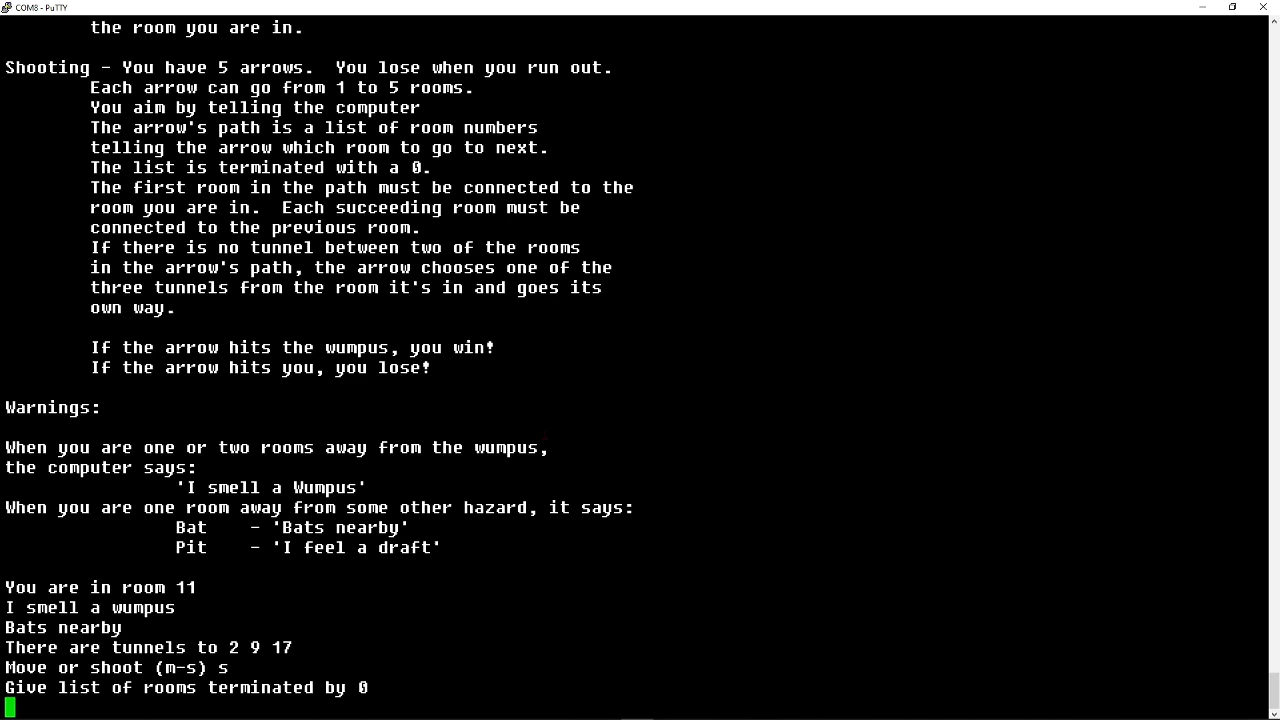 COM8 - PuTTY
the room you are in.
Shooting - You have 5 arrows.  You lose when you run out.
Each arrow can go from 1 to 5 rooms.
You aim by telling the computer
The arrow's path is a list of room numbers
telling the arrow which room to go to next.
The list is terminated with a 0.
The first room in the path must be connected to the
room you are in.  Each succeeding room must be
connected to the previous room.
If there is no tunnel between two of the rooms
in the arrow's path, the arrow chooses one of the
three tunnels from the room it's in and goes its
own way.
If the arrow hits the wumpus, you win!
If the arrow hits you, you lose!
Warnings:
When you are one or two rooms away from the wumpus,
the computer says:
'I smell a Wumpus'
When you are one room away from some other hazard, it says:
Bat    - 'Bats nearby'
Pit    - 'I feel a draft'
You are in room 11
I smell a wumpus
Bats nearby
There are tunnels to 2 9 17
Move or shoot (m-s) s
Give list of rooms terminated by 0